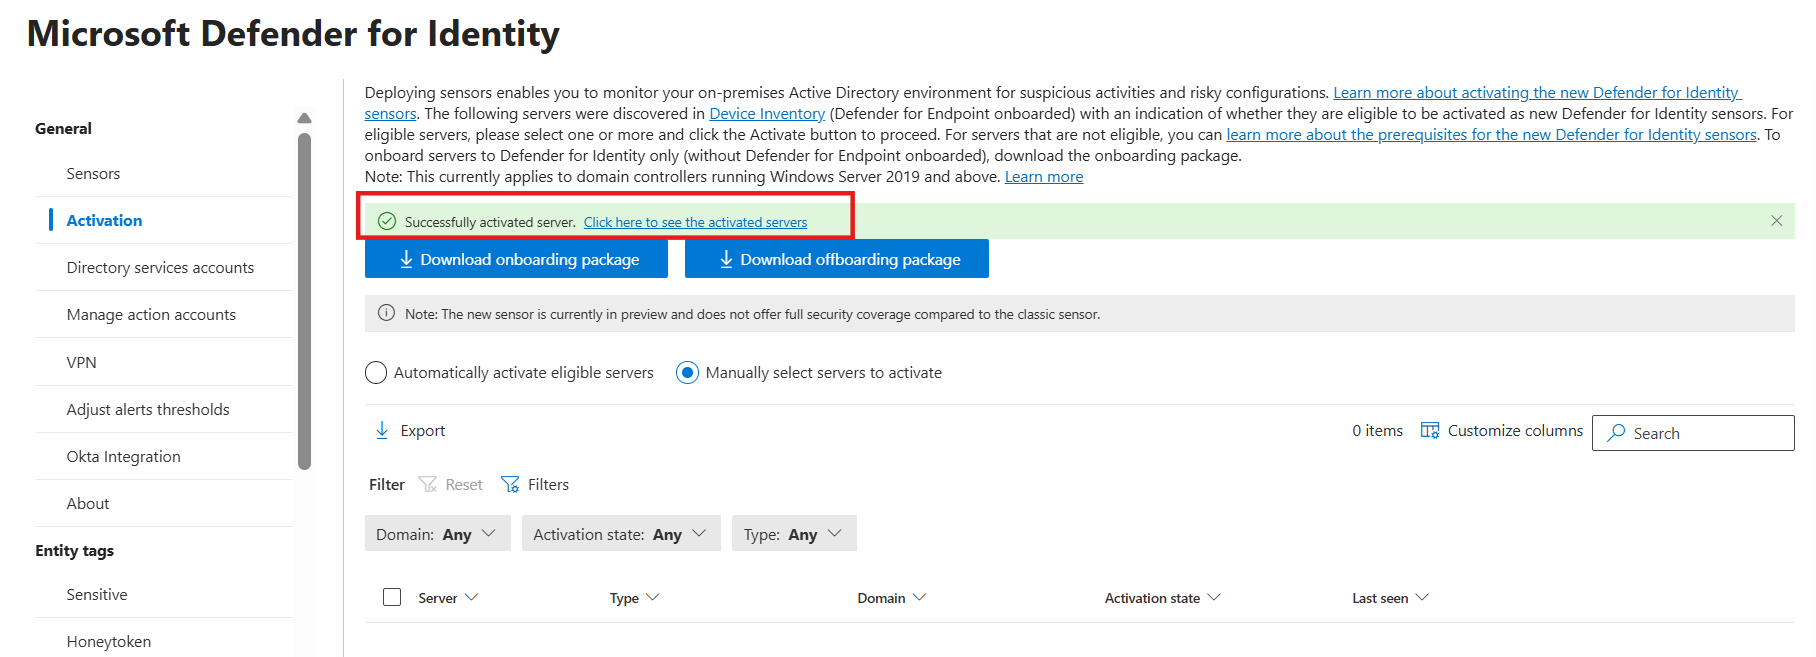 Microsoft Defender for Identity
General
Sensors
Activation
Directory services accounts
Manage action accounts
VPN
Adjust alerts thresholds
Okta Integration
About
Entity tags
Sensitive
Honeytoken
Deploying sensors enables you to monitor your on-premises Active Directory environment for suspicious activities and risky configurations. Learn more about activating the new Defender for Identity
sensors. The following servers were discovered in Device Inventory (Defender for Endpoint onboarded) with an indication of whether they are eligible to be activated as new Defender for Identity sensors. For
eligible servers, please select one or more and click the Activate button to proceed. For servers that are not eligible, you can learn more about the prerequisites for the new Defender for Identity sensors. To
onboard servers to Defender for Identity only (without Defender for Endpoint onboarded), download the onboarding package.
Note: This currently applies to domain controllers running Windows Server 2019 and above. Learn more
Successfully activated server. Click here to see the activated servers
Download onboarding package Download offboarding package
Note: The new sensor is currently in preview and does not offer full security coverage compared to the classic sensor.
Automatically activate eligible servers Manually select servers to activate
Export 0 items Customize columns Search
Filter Reset Filters
Domain: Any Activation state: Any Type: Any
Server Type Domain Activation state Last seen